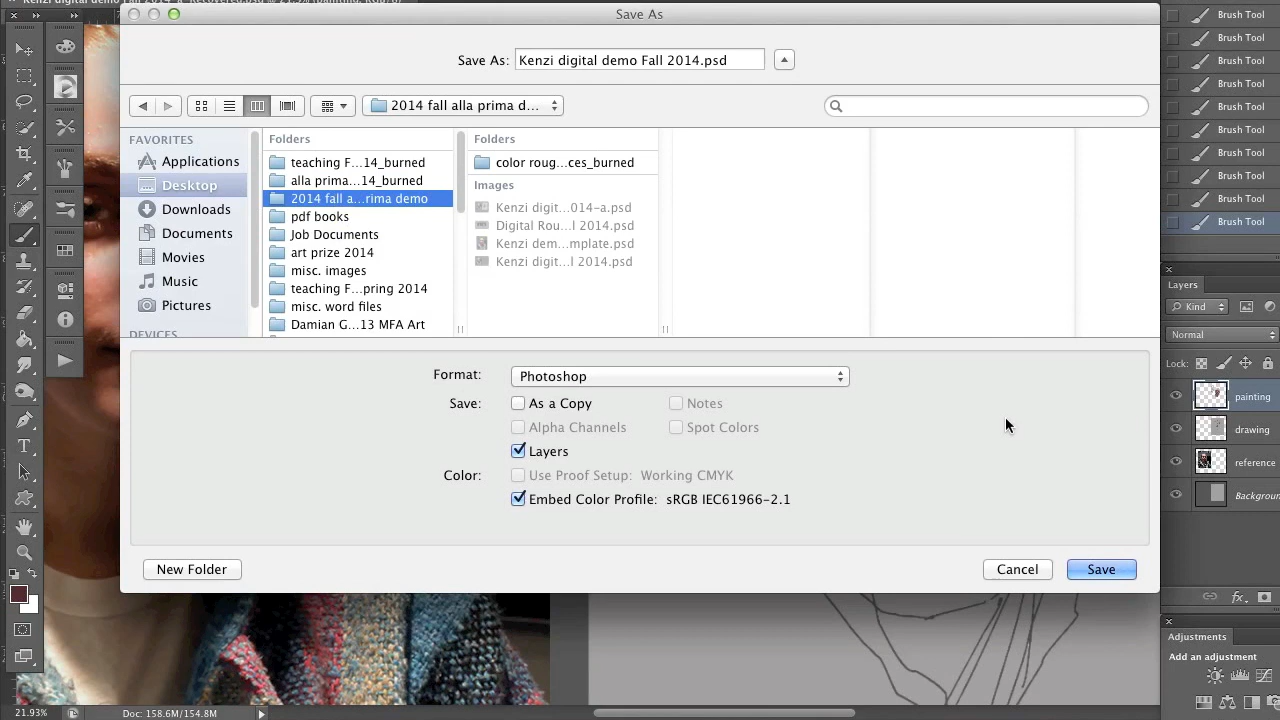 Save As
Save As: Kenzi digital demo Fall 2014.psd
2014 fall alla prima d...
FAVORITES
Applications
Desktop
Downloads
Documents
Movies
Music
Pictures
DEVICES
Folders
teaching F...14_burned
alla prima...14_burned
2014 fall a...rima demo
pdf books
Job Documents
art prize 2014
misc. images
teaching F...pring 2014
misc. word files
Damian G...13 MFA Art
Folders
color roug...ces_burned
Images
Kenzi digit...014-a.psd
Digital Rou...l 2014.psd
Kenzi dem...mplate.psd
Kenzi digit...l 2014.psd
Format: Photoshop
Save: As a Copy Notes
Alpha Channels Spot Colors
Layers
Color: Use Proof Setup: Working CMYK
Embed Color Profile: sRGB IEC61966-2.1
New Folder Cancel Save
Brush Tool
Brush Tool
Brush Tool
Brush Tool
Brush Tool
Brush Tool
Brush Tool
Brush Tool
Brush Tool
Brush Tool
Layers
Kind
Normal
Lock:
painting
drawing
reference
Background
Adjustments
Add an adjustment
21.93% Doc: 158.6M/154.8M